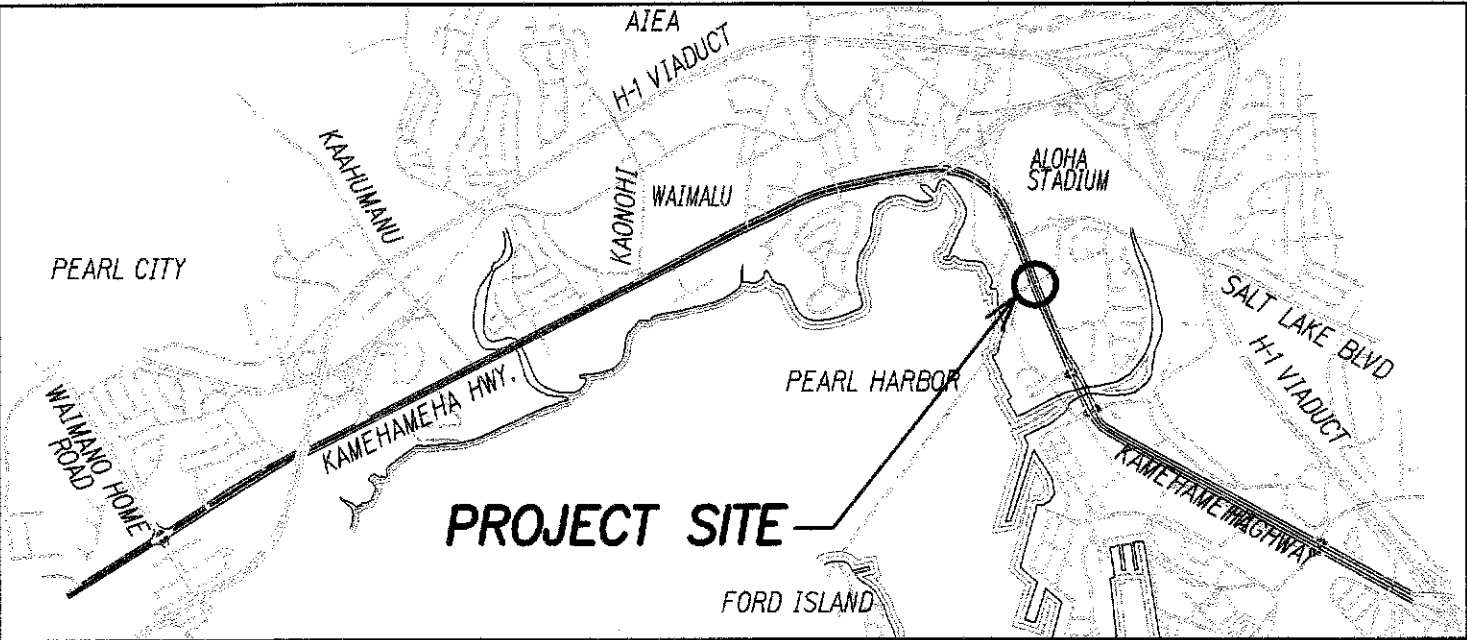 AIEA
H-1 VIADUCT
KAAHUMANU
KAONOHI
WAIMALU
ALOHA
STADIUM
PEARL CITY
SALT LAKE BLVD
H-1 VIADUCT
PEARL HARBOR
KAMEHAMEHA HWY.
WAIMANO HOME
ROAD
KAMEHAMEHA HIGHWAY
PROJECT SITE
FORD ISLAND